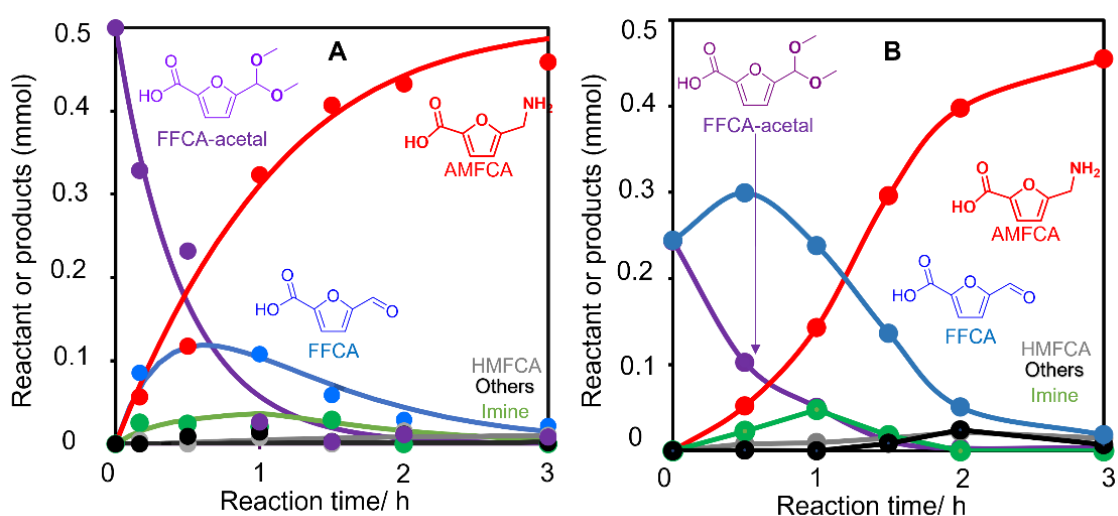 Reactant or products (mmol)
0.5
0.4
0.3
0.2
0.1
0
A
O
HO
O
O
O
FFCA-acetal
NH2
O
HO
O
AMFCA
O
HO
O
O
FFCA
HMFCA
Others
Imine
0
1
2
3
Reaction time/ h
Reactant or products (mmol)
0.5
0.4
0.3
0.2
0.1
0
B
O
HO
O
O
O
FFCA-acetal
NH2
O
HO
O
AMFCA
O
HO
O
O
FFCA
HMFCA
Others
Imine
0
1
2
3
Reaction time/ h